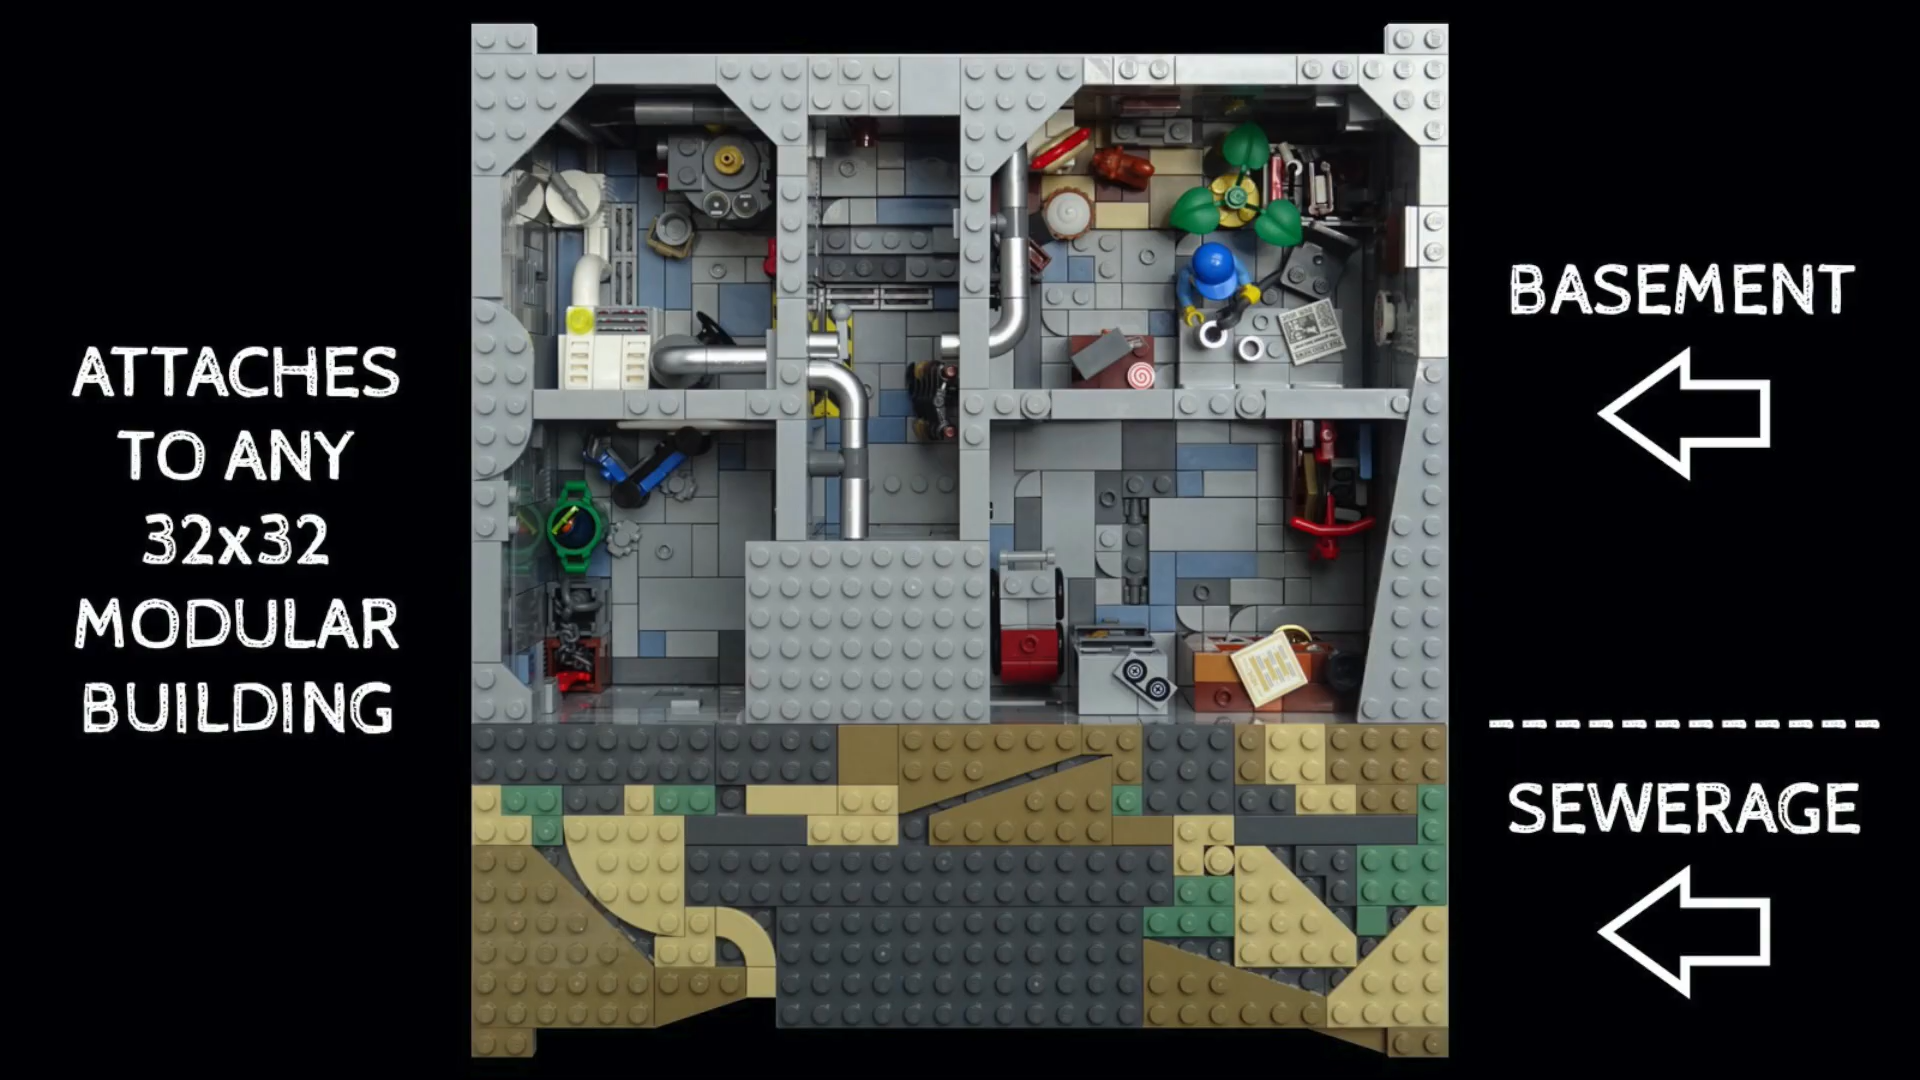 ATTACHES
TO ANY
32x32
MODULAR
BUILDING
BASEMENT
SEWERAGE